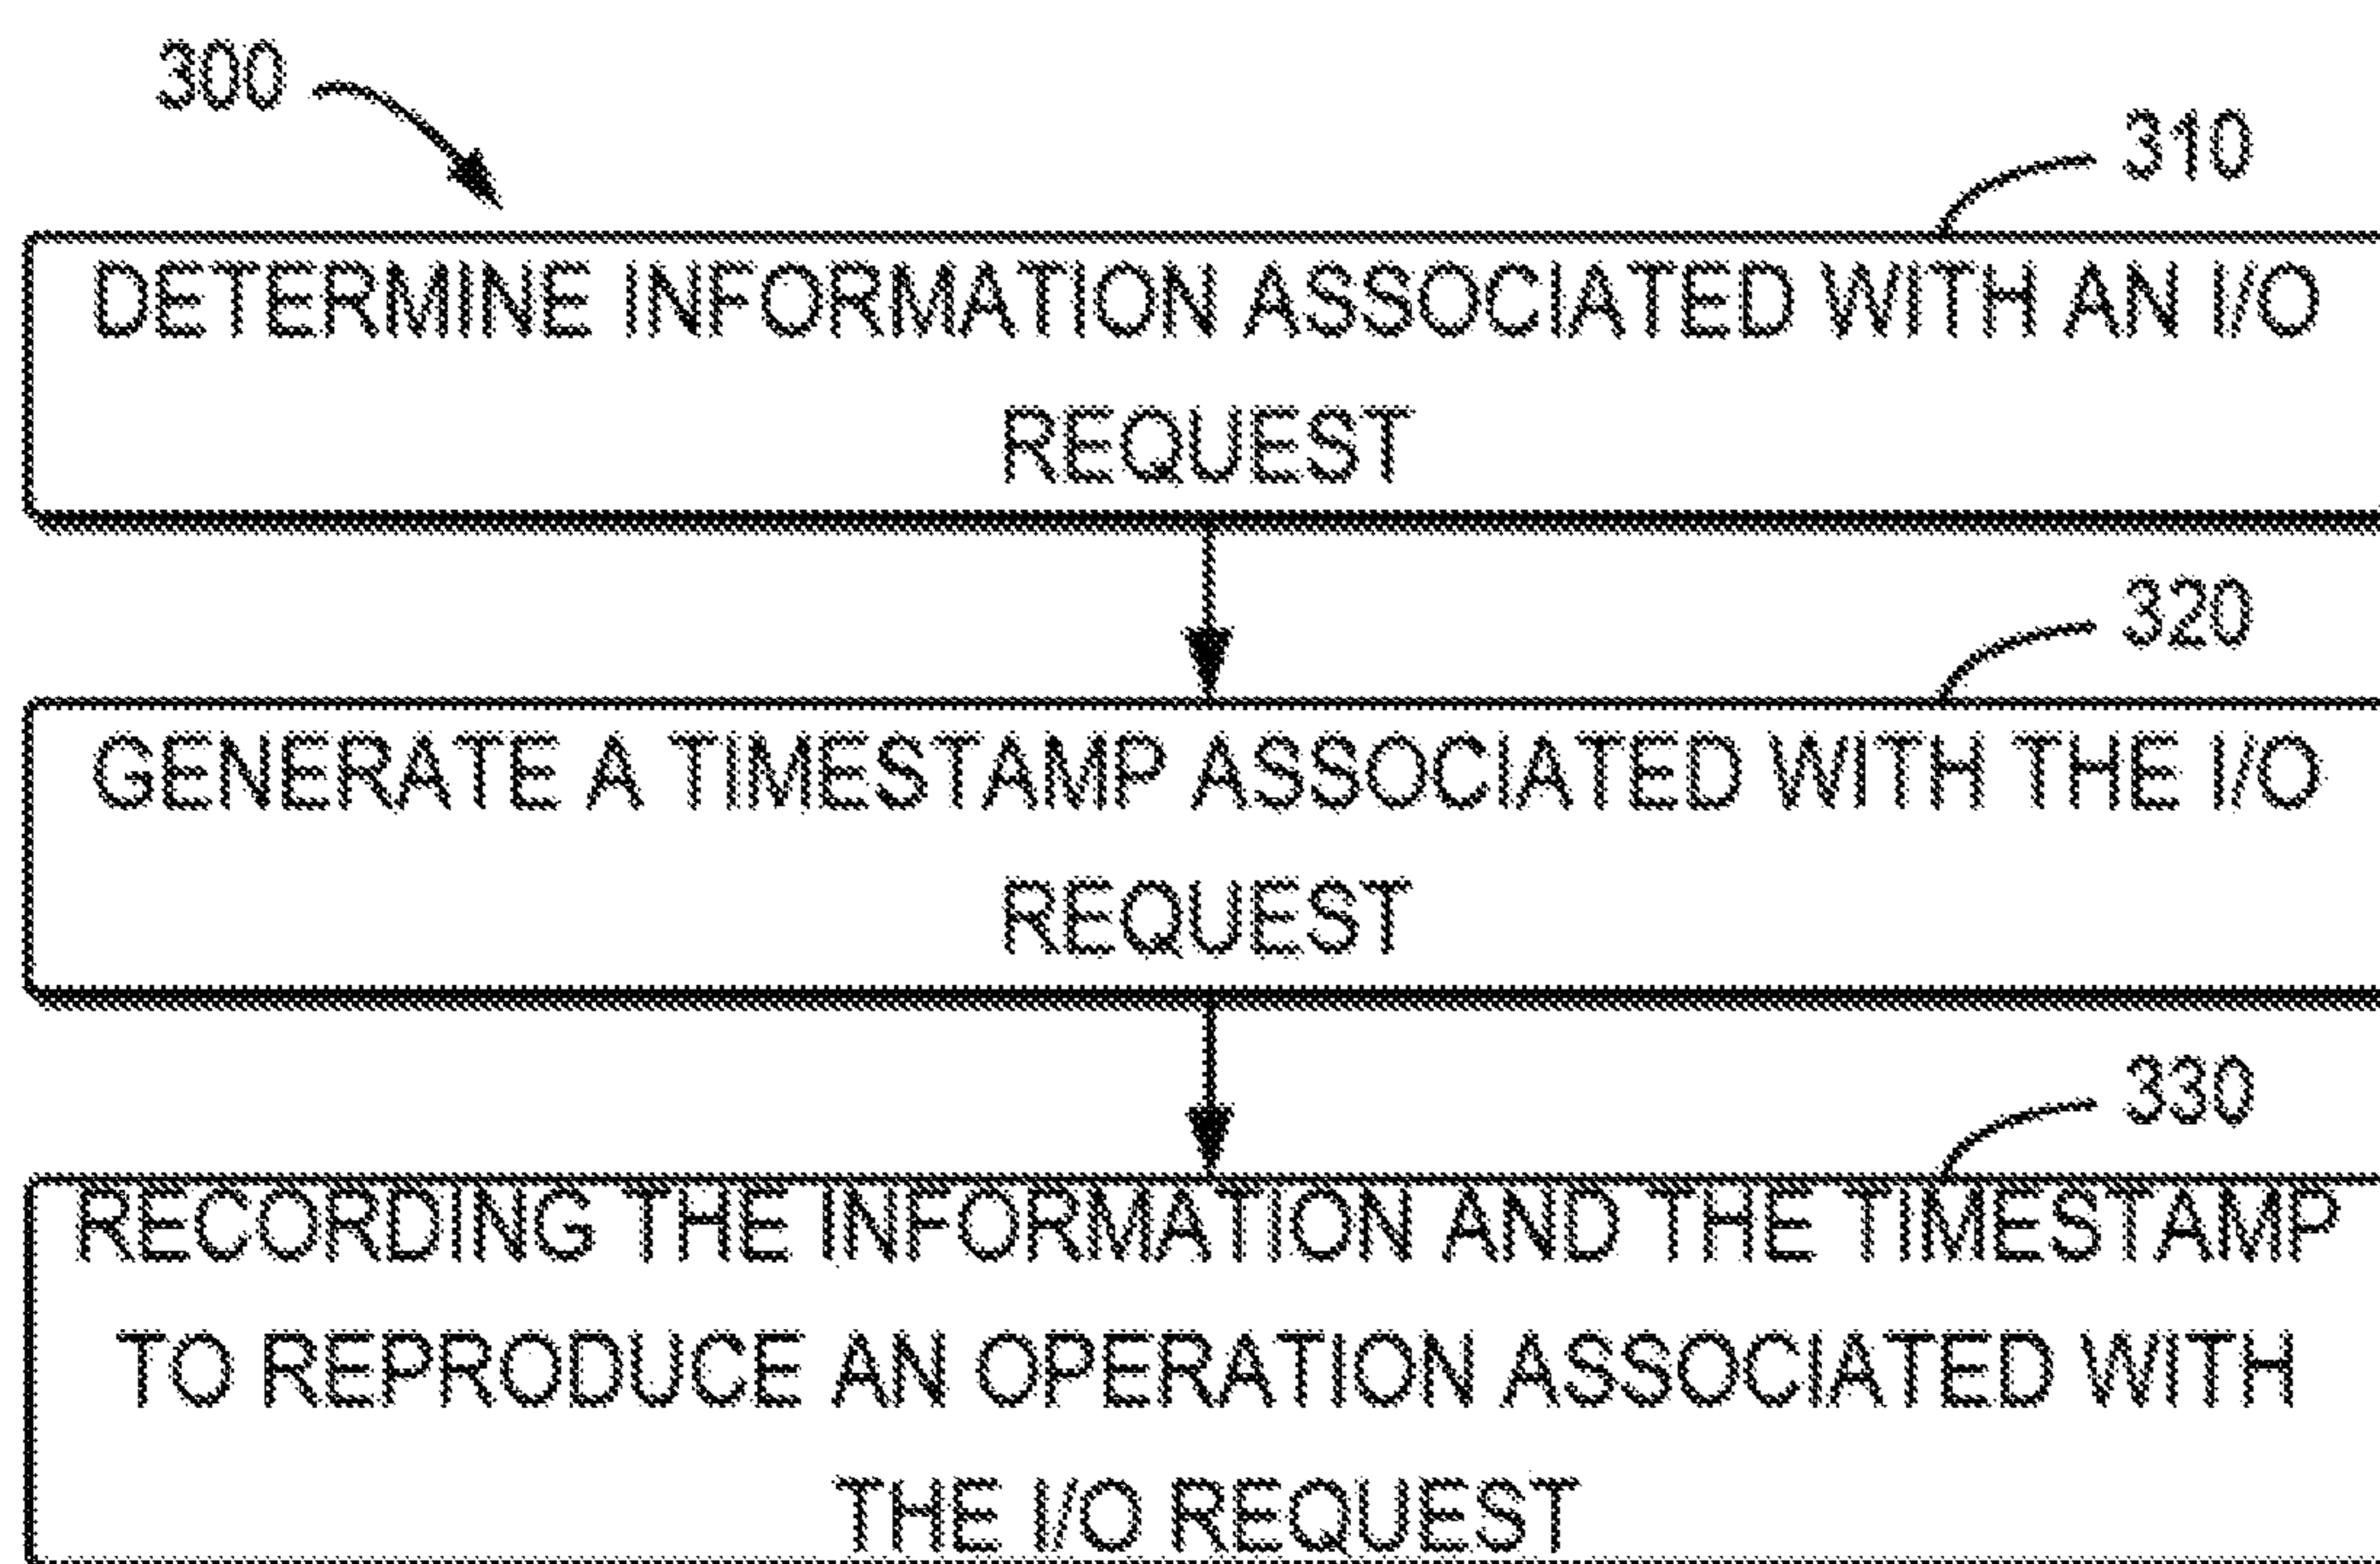 300
310
DETERMINE INFORMATION ASSOCIATED WITH AN I/O
REQUEST
320
GENERATE A TIMESTAMP ASSOCIATED WITH THE I/O
REQUEST
330
RECORDING THE INFORMATION AND THE TIMESTAMP
TO REPRODUCE AN OPERATION ASSOCIATED WITH
THE I/O REQUEST